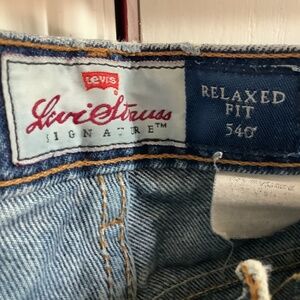 Levi's
Levi Strauss
SIGNATURE™
RELAXED
FIT
540